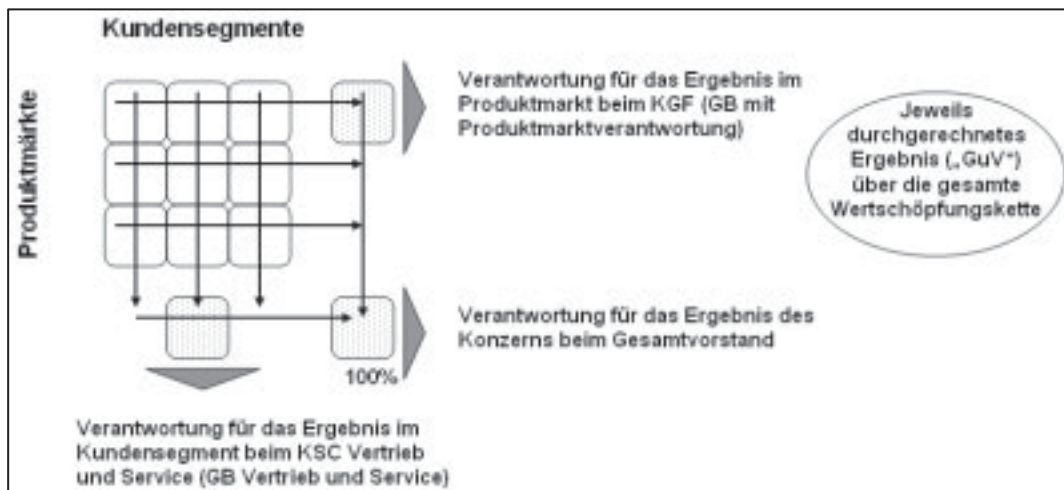 Kundensegmente
Produktmärkte
Verantwortung für das Ergebnis im
Produktmarkt beim KGF (GB mit
Produktmarktverantwortung)
Jeweils
durchgerechnetes
Ergebnis („GuV“)
über die gesamte
Wertschöpfungskette
Verantwortung für das Ergebnis des
Konzerns beim Gesamtvorstand
100%
Verantwortung für das Ergebnis im
Kundensegment beim KSC Vertrieb
und Service (GB Vertrieb und Service)